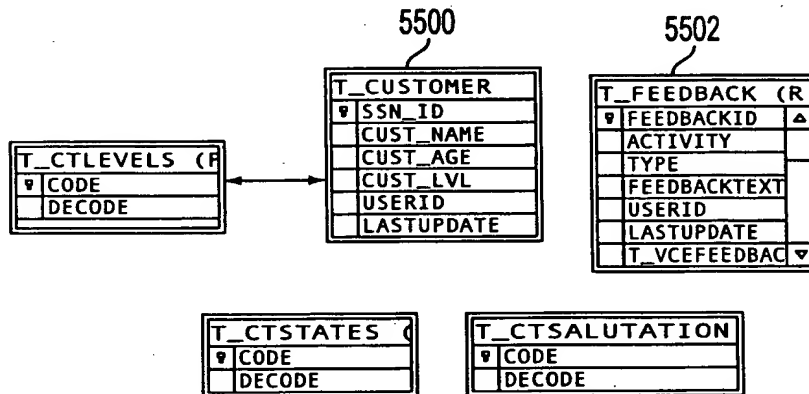 5500
5502
T_CUSTOMER
SSN_ID
CUST_NAME
CUST_AGE
CUST_LVL
USERID
LASTUPDATE
T_FEEDBACK (R
FEEDBACKID
ACTIVITY
TYPE
FEEDBACKTEXT
USERID
LASTUPDATE
T_VCEFEEDBAC
T_CTLEVELS (F
CODE
DECODE
T_CTSTATES (
CODE
DECODE
T_CTSALUTATION
CODE
DECODE